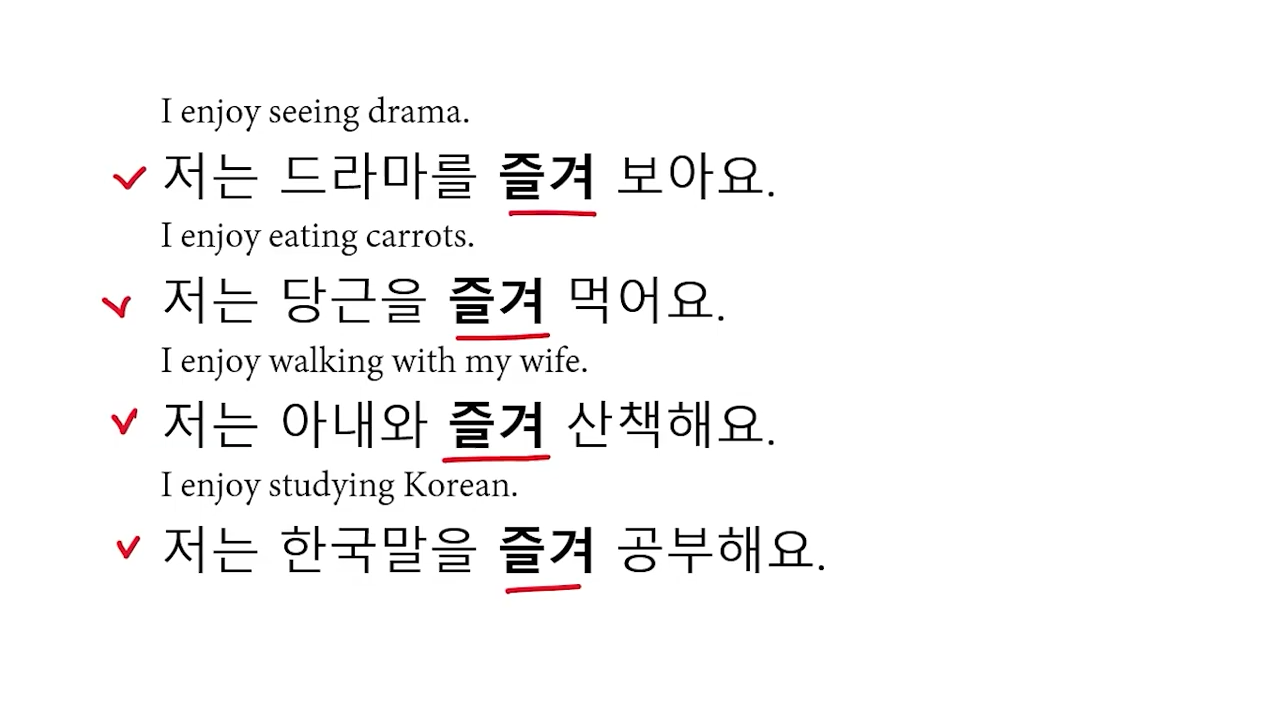 I enjoy seeing drama.
저는 드라마를 즐겨 보아요.
I enjoy eating carrots.
저는 당근을 즐겨 먹어요.
I enjoy walking with my wife.
저는 아내와 즐겨 산책해요.
I enjoy studying Korean.
저는 한국말을 즐겨 공부해요.